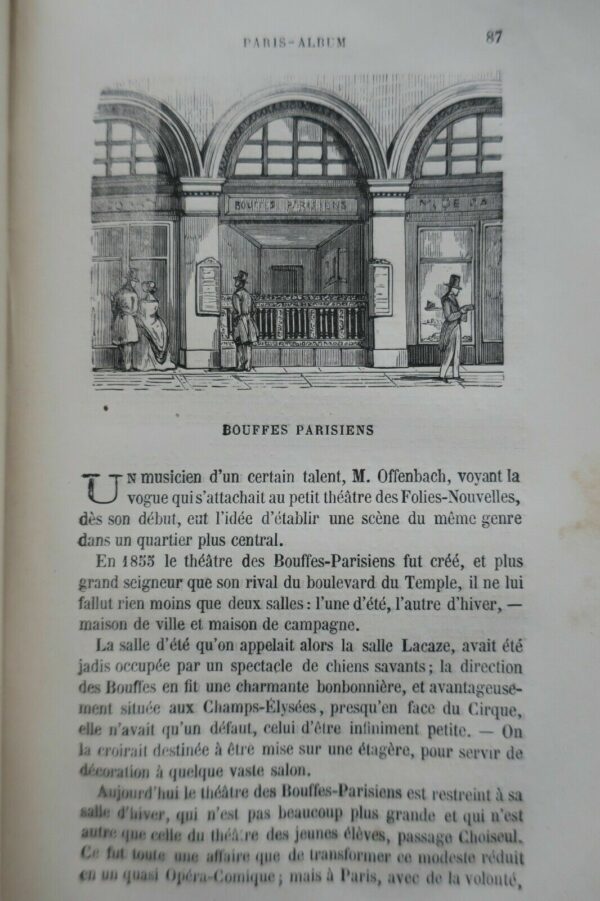 PARIS-ALBUM
87
BOUFFES PARISIENS
BOUFFES PARISIENS
UN musicien d'un certain talent, M. Offenbach, voyant la
vogue qui s'attachait au petit théâtre des Folies-Nouvelles,
dès son début, eut l'idée d'établir une scène du même genre
dans un quartier plus central.
En 1855 le théâtre des Bouffes-Parisiens fut créé, et plus
grand seigneur que son rival du boulevard du Temple, il ne lui
fallut rien moins que deux salles: l'une d'été, l'autre d'hiver, —
maison de ville et maison de campagne.
La salle d'été qu'on appelait alors la salle Lacaze, avait été
jadis occupée par un spectacle de chiens savants; la direction
des Bouffes en fit une charmante bonbonnière, et avantageuse-
ment située aux Champs-Elysées, presqu'en face du Cirque,
elle n'avait qu'un défaut, celui d'être infiniment petite. — On
la croirait destinée à être mise sur une étagère, pour servir de
décoration à quelque vaste salon.
Aujourd'hui le théâtre des Bouffes-Parisiens est restreint à sa
salle d'hiver, qui n'est pas beaucoup plus grande et qui n'est
autre que celle du théâtre des jeunes élèves, passage Choiseul.
Ce fut toute une affaire que de transformer ce modeste réduit
en un quasi Opéra-Comique; mais à Paris, avec de la volonté,